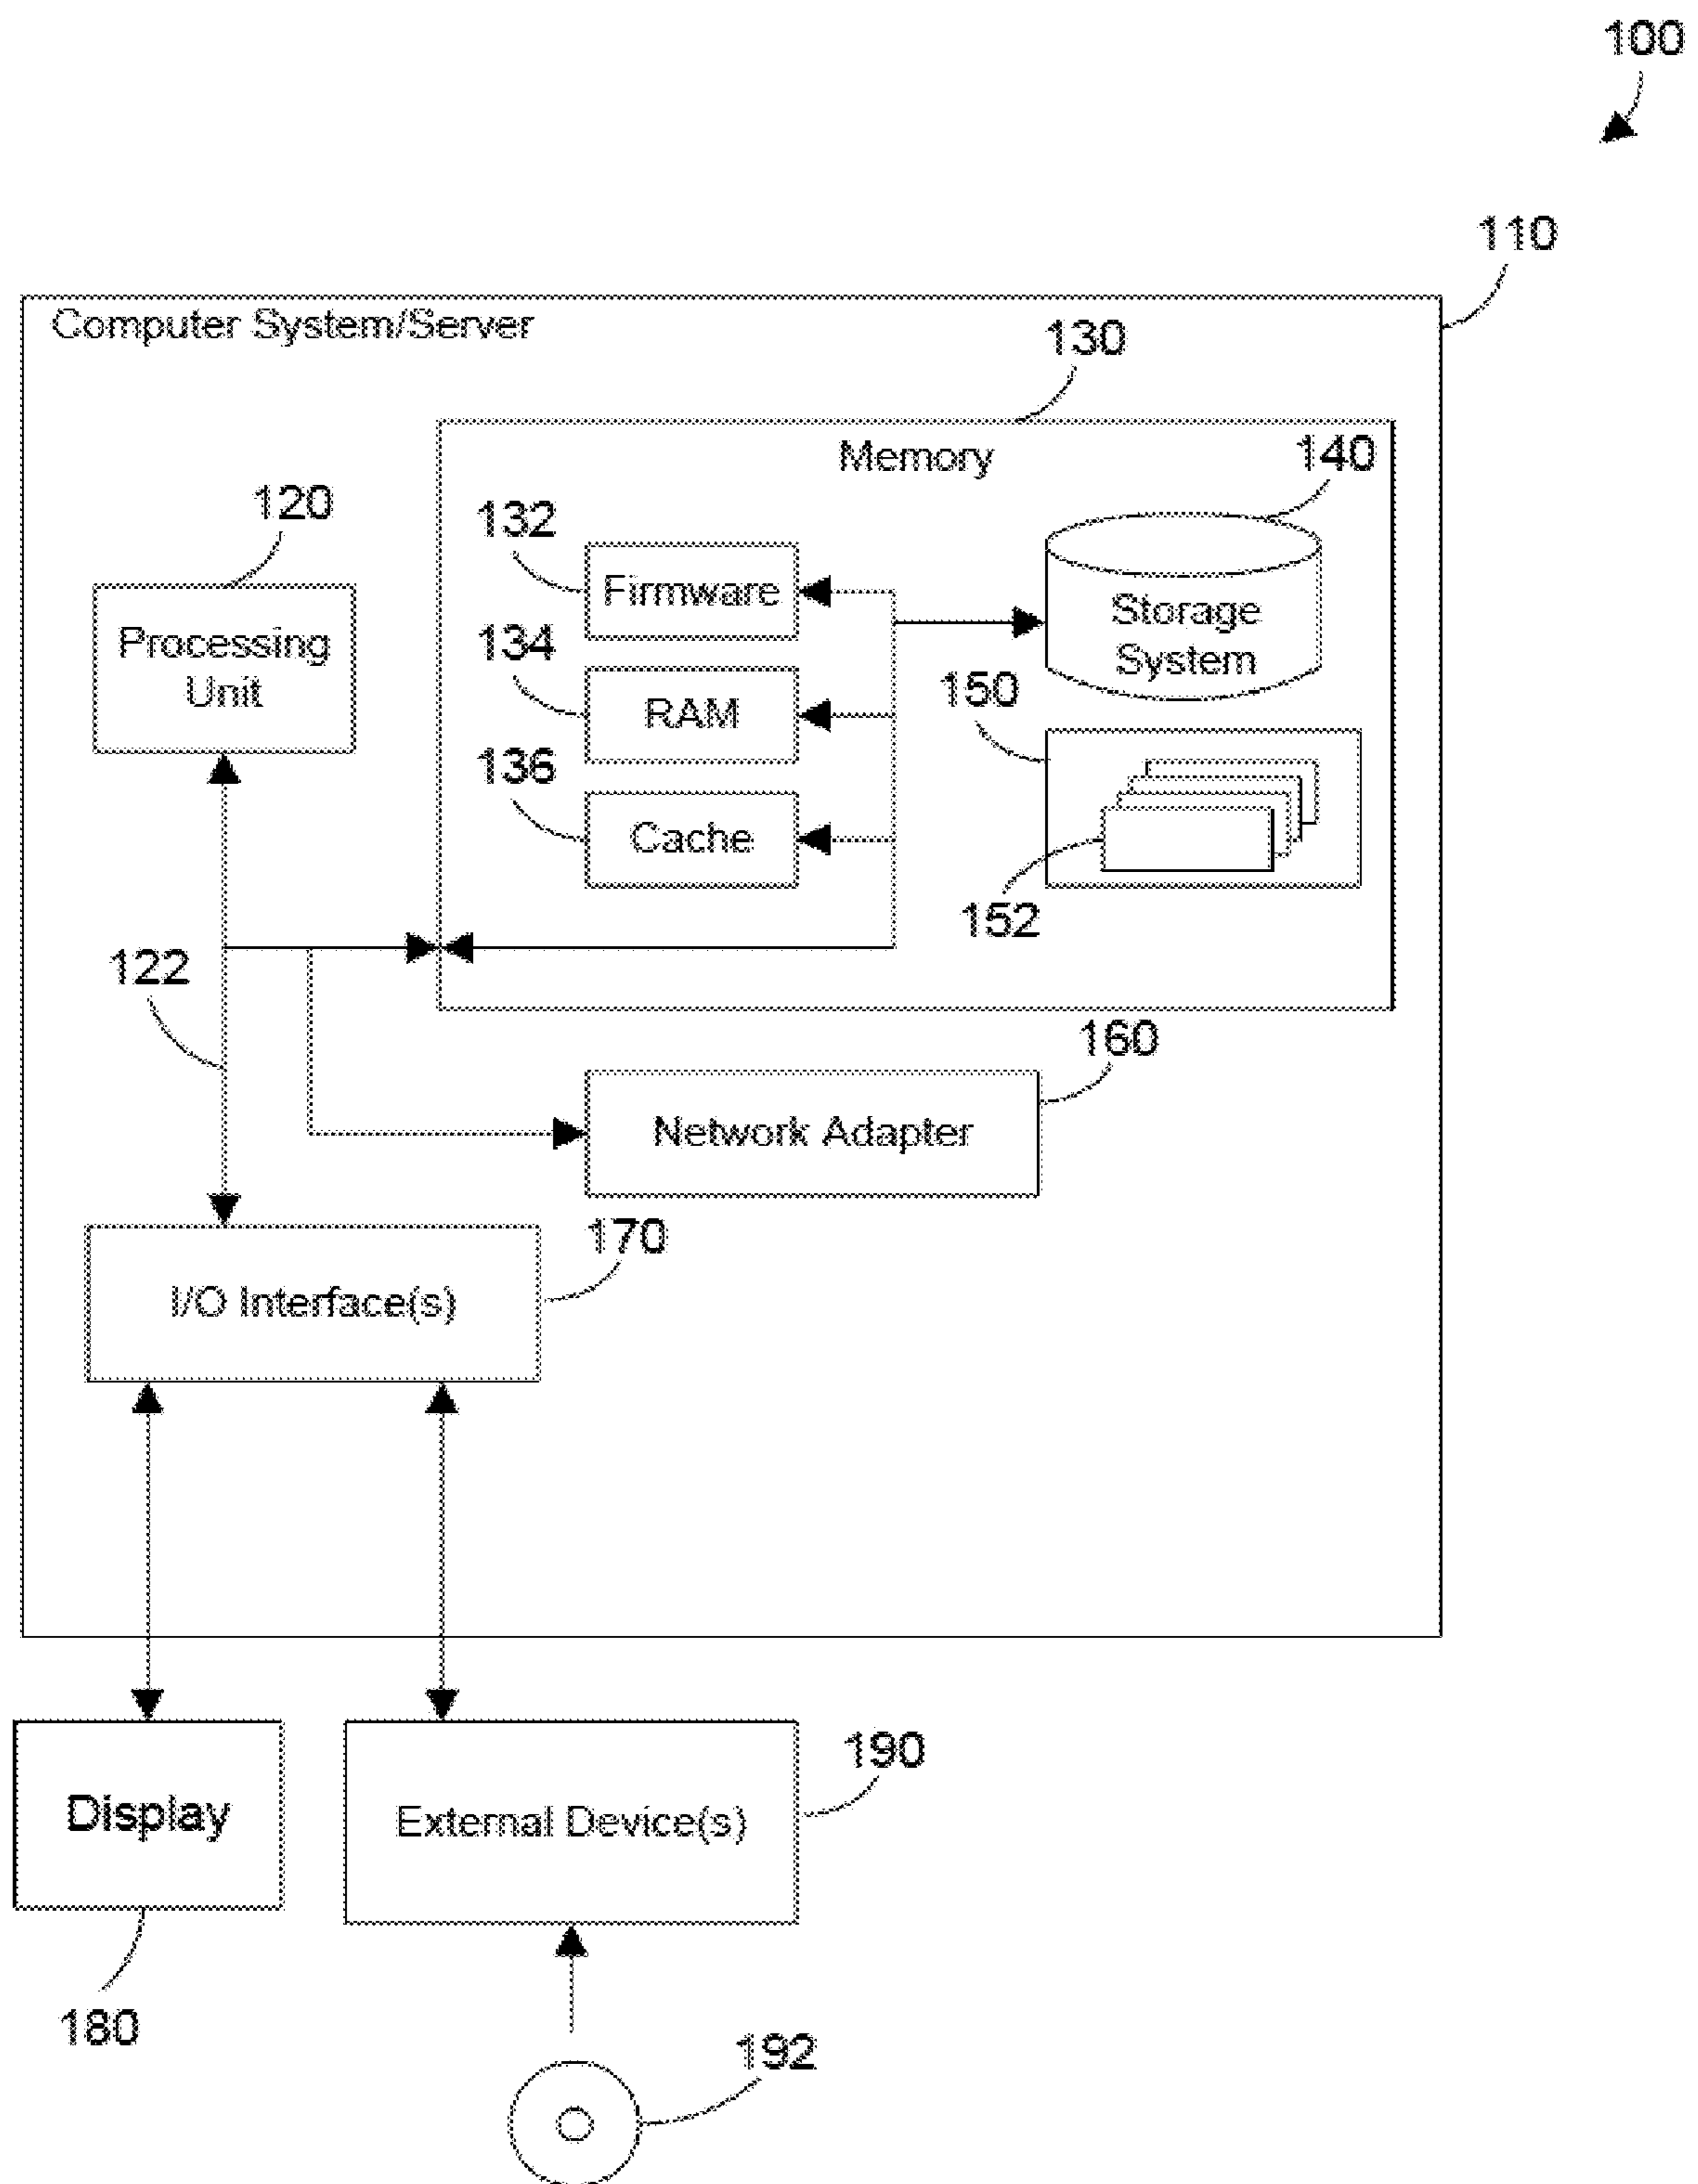 100
110
Computer System/Server
130
Memory
140
120
132
Firmware
Storage
System
Processing
Unit
134
RAM
150
136
Cache
152
122
160
Network Adapter
170
I/O Interface(s)
190
Display
External Device(s)
180
192